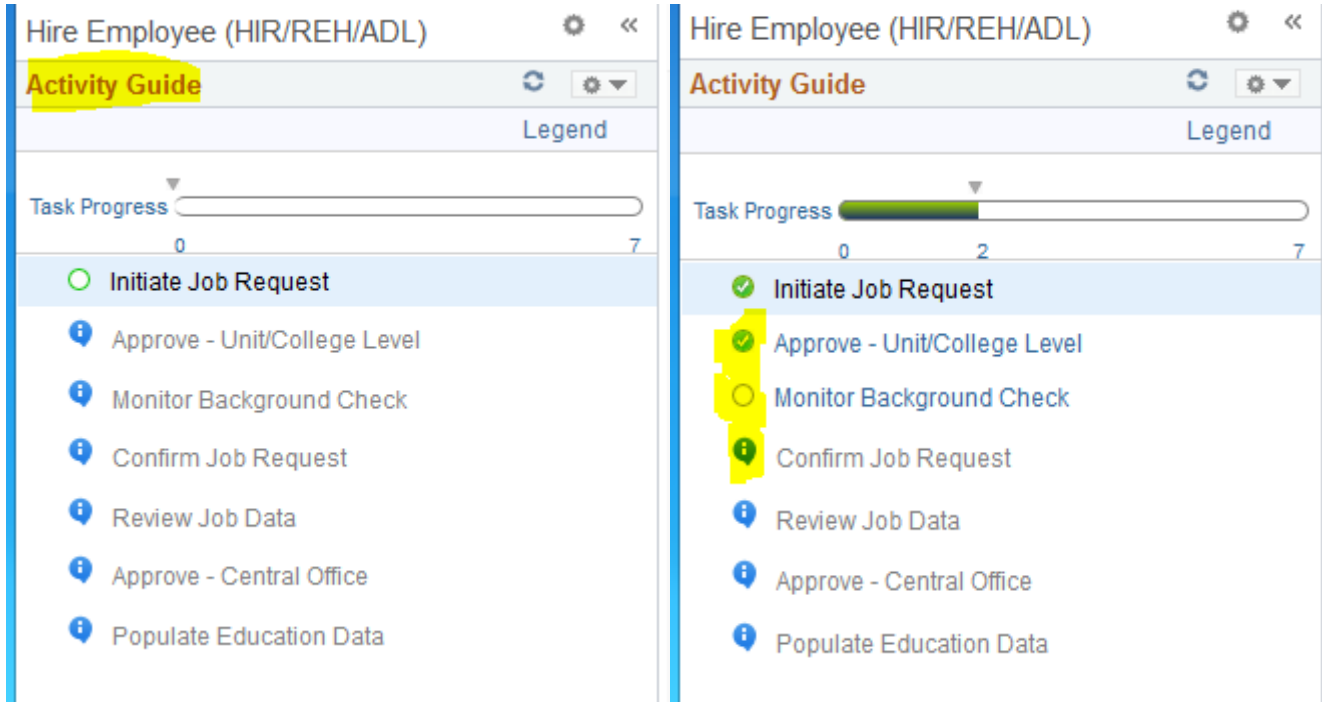 Hire Employee (HIR/REH/ADL)
Activity Guide
Legend
Task Progress
0 7
Initiate Job Request
Approve - Unit/College Level
Monitor Background Check
Confirm Job Request
Review Job Data
Approve - Central Office
Populate Education Data
Hire Employee (HIR/REH/ADL)
Activity Guide
Legend
Task Progress
0 2 7
Initiate Job Request
Approve - Unit/College Level
Monitor Background Check
Confirm Job Request
Review Job Data
Approve - Central Office
Populate Education Data